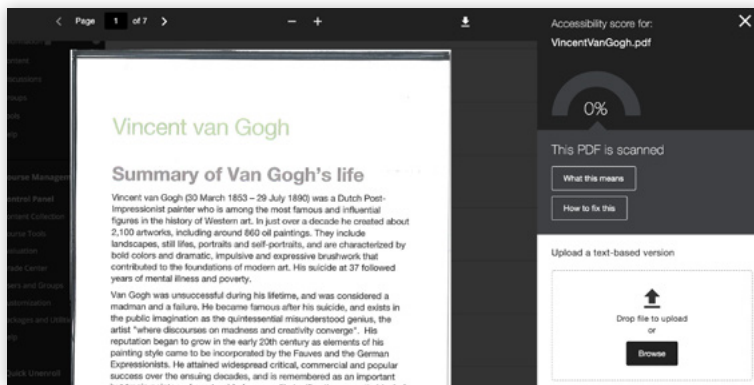 Page 1 of 7
Accessibility score for:
VincentVanGogh.pdf
0%
This PDF is scanned
What this means
How to fix this
Upload a text-based version
Drop file to upload
or
Browse
Vincent van Gogh
Summary of Van Gogh's life
Vincent van Gogh (30 March 1853 – 29 July 1890) was a Dutch Post-
Impressionist painter who is among the most famous and influential
figures in the history of Western art. In just over a decade he created about
2,100 artworks, including around 860 oil paintings. They include
landscapes, still lifes, portraits and self-portraits, and are characterized by
bold colors and dramatic, impulsive and expressive brushwork that
contributed to the foundations of modern art. His suicide at 37 followed
years of mental illness and poverty.
Van Gogh was unsuccessful during his lifetime, and was considered a
madman and a failure. He became famous after his suicide, and exists in
the public imagination as the quintessential misunderstood genius, the
artist "where discourses on madness and creativity converge". His
reputation began to grow in the early 20th century as elements of his
painting style came to be incorporated by the Fauves and the German
Expressionists. He attained widespread critical, commercial and popular
success over the ensuing decades, and is remembered as an important
Control Panel
Quick Unenroll